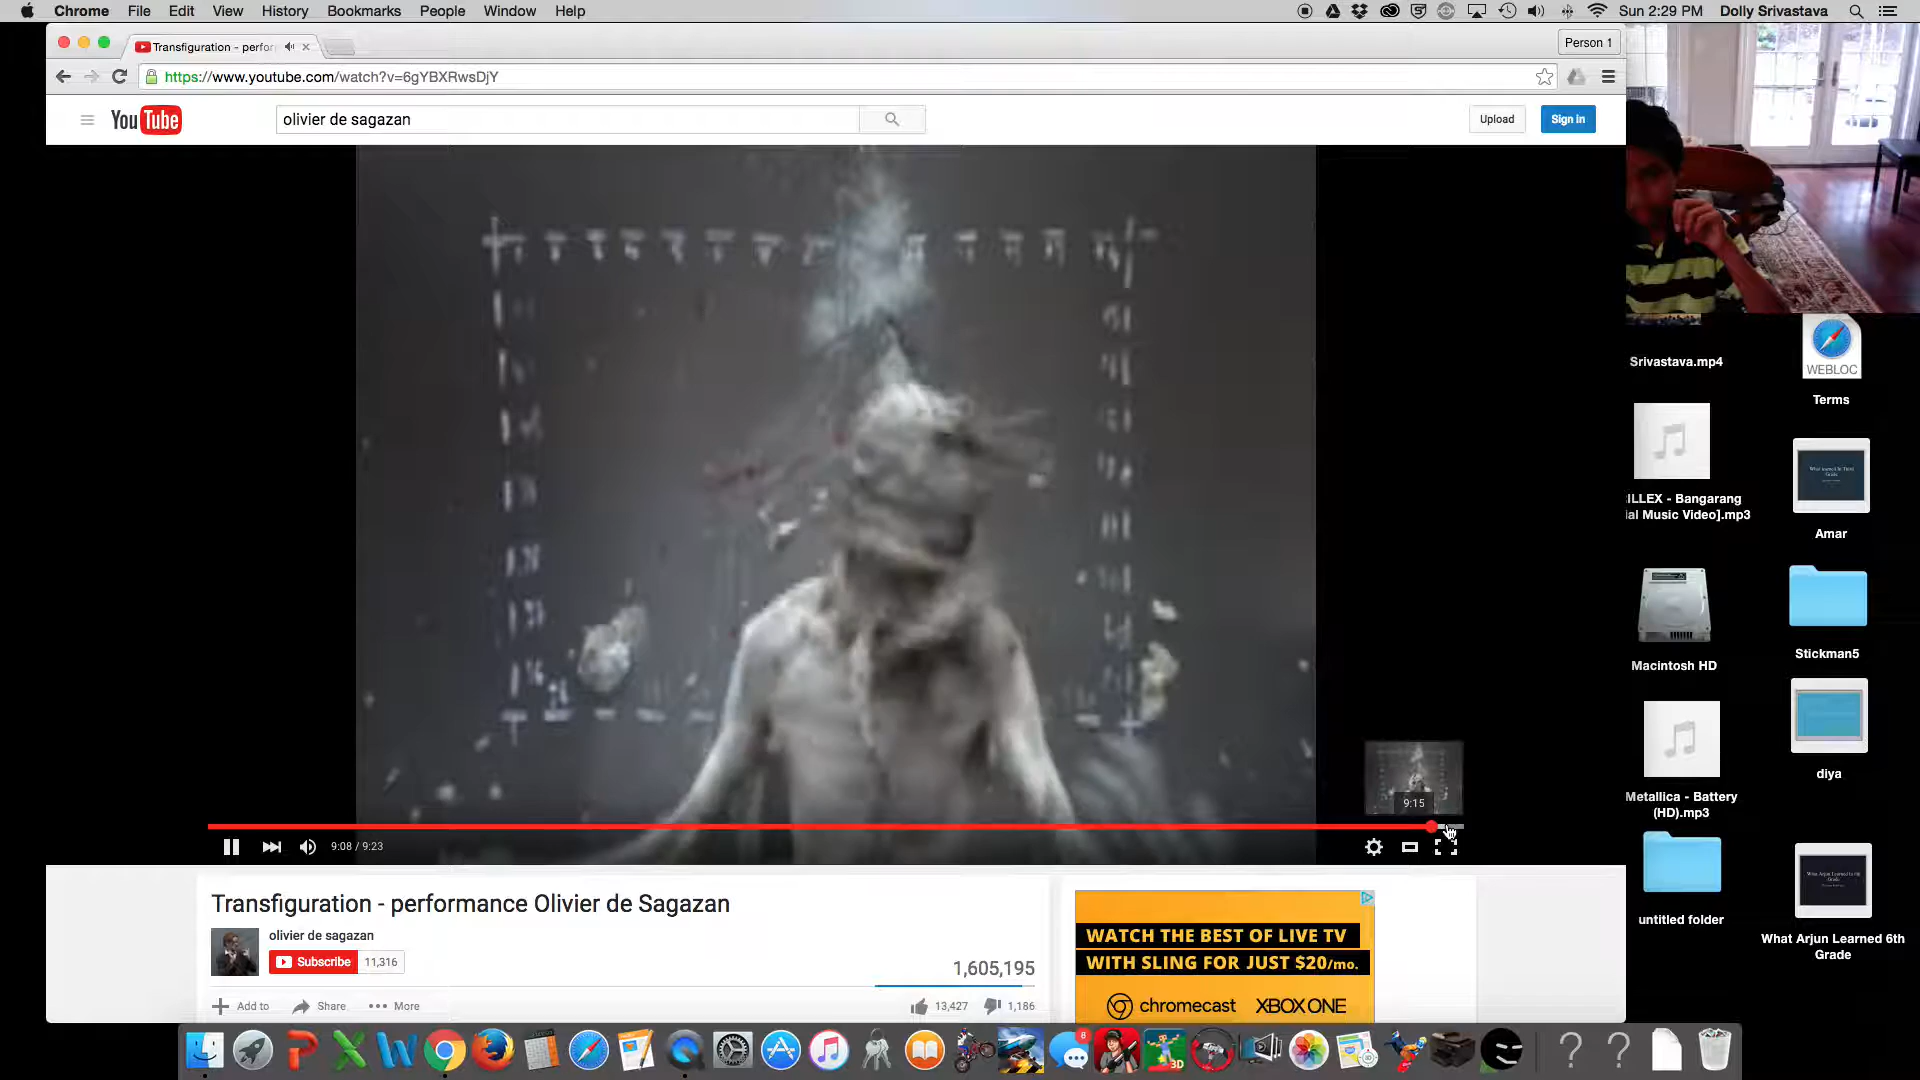 Chrome File Edit View History Bookmarks People Window Help
Sun 2:29 PM Dolly Srivastava
Transfiguration - perfor
Person 1
https://www.youtube.com/watch?v=6gYBXRwsDjY
YouTube
olivier de sagazan
Upload
Sign in
Srivastava.mp4
WEBLOC
Terms
ILLEX - Bangarang
ial Music Video].mp3
Amar
Macintosh HD
Stickman5
Metallica - Battery
(HD).mp3
diya
untitled folder
What Arjun Learned 6th
Grade
9:15
9:08 / 9:23
Transfiguration - performance Olivier de Sagazan
olivier de sagazan
Subscribe 11,316
1,605,195
Add to Share More
13,427 1,186
WATCH THE BEST OF LIVE TV
WITH SLING FOR JUST $20/mo.
chromecast XBOX ONE
8
3D